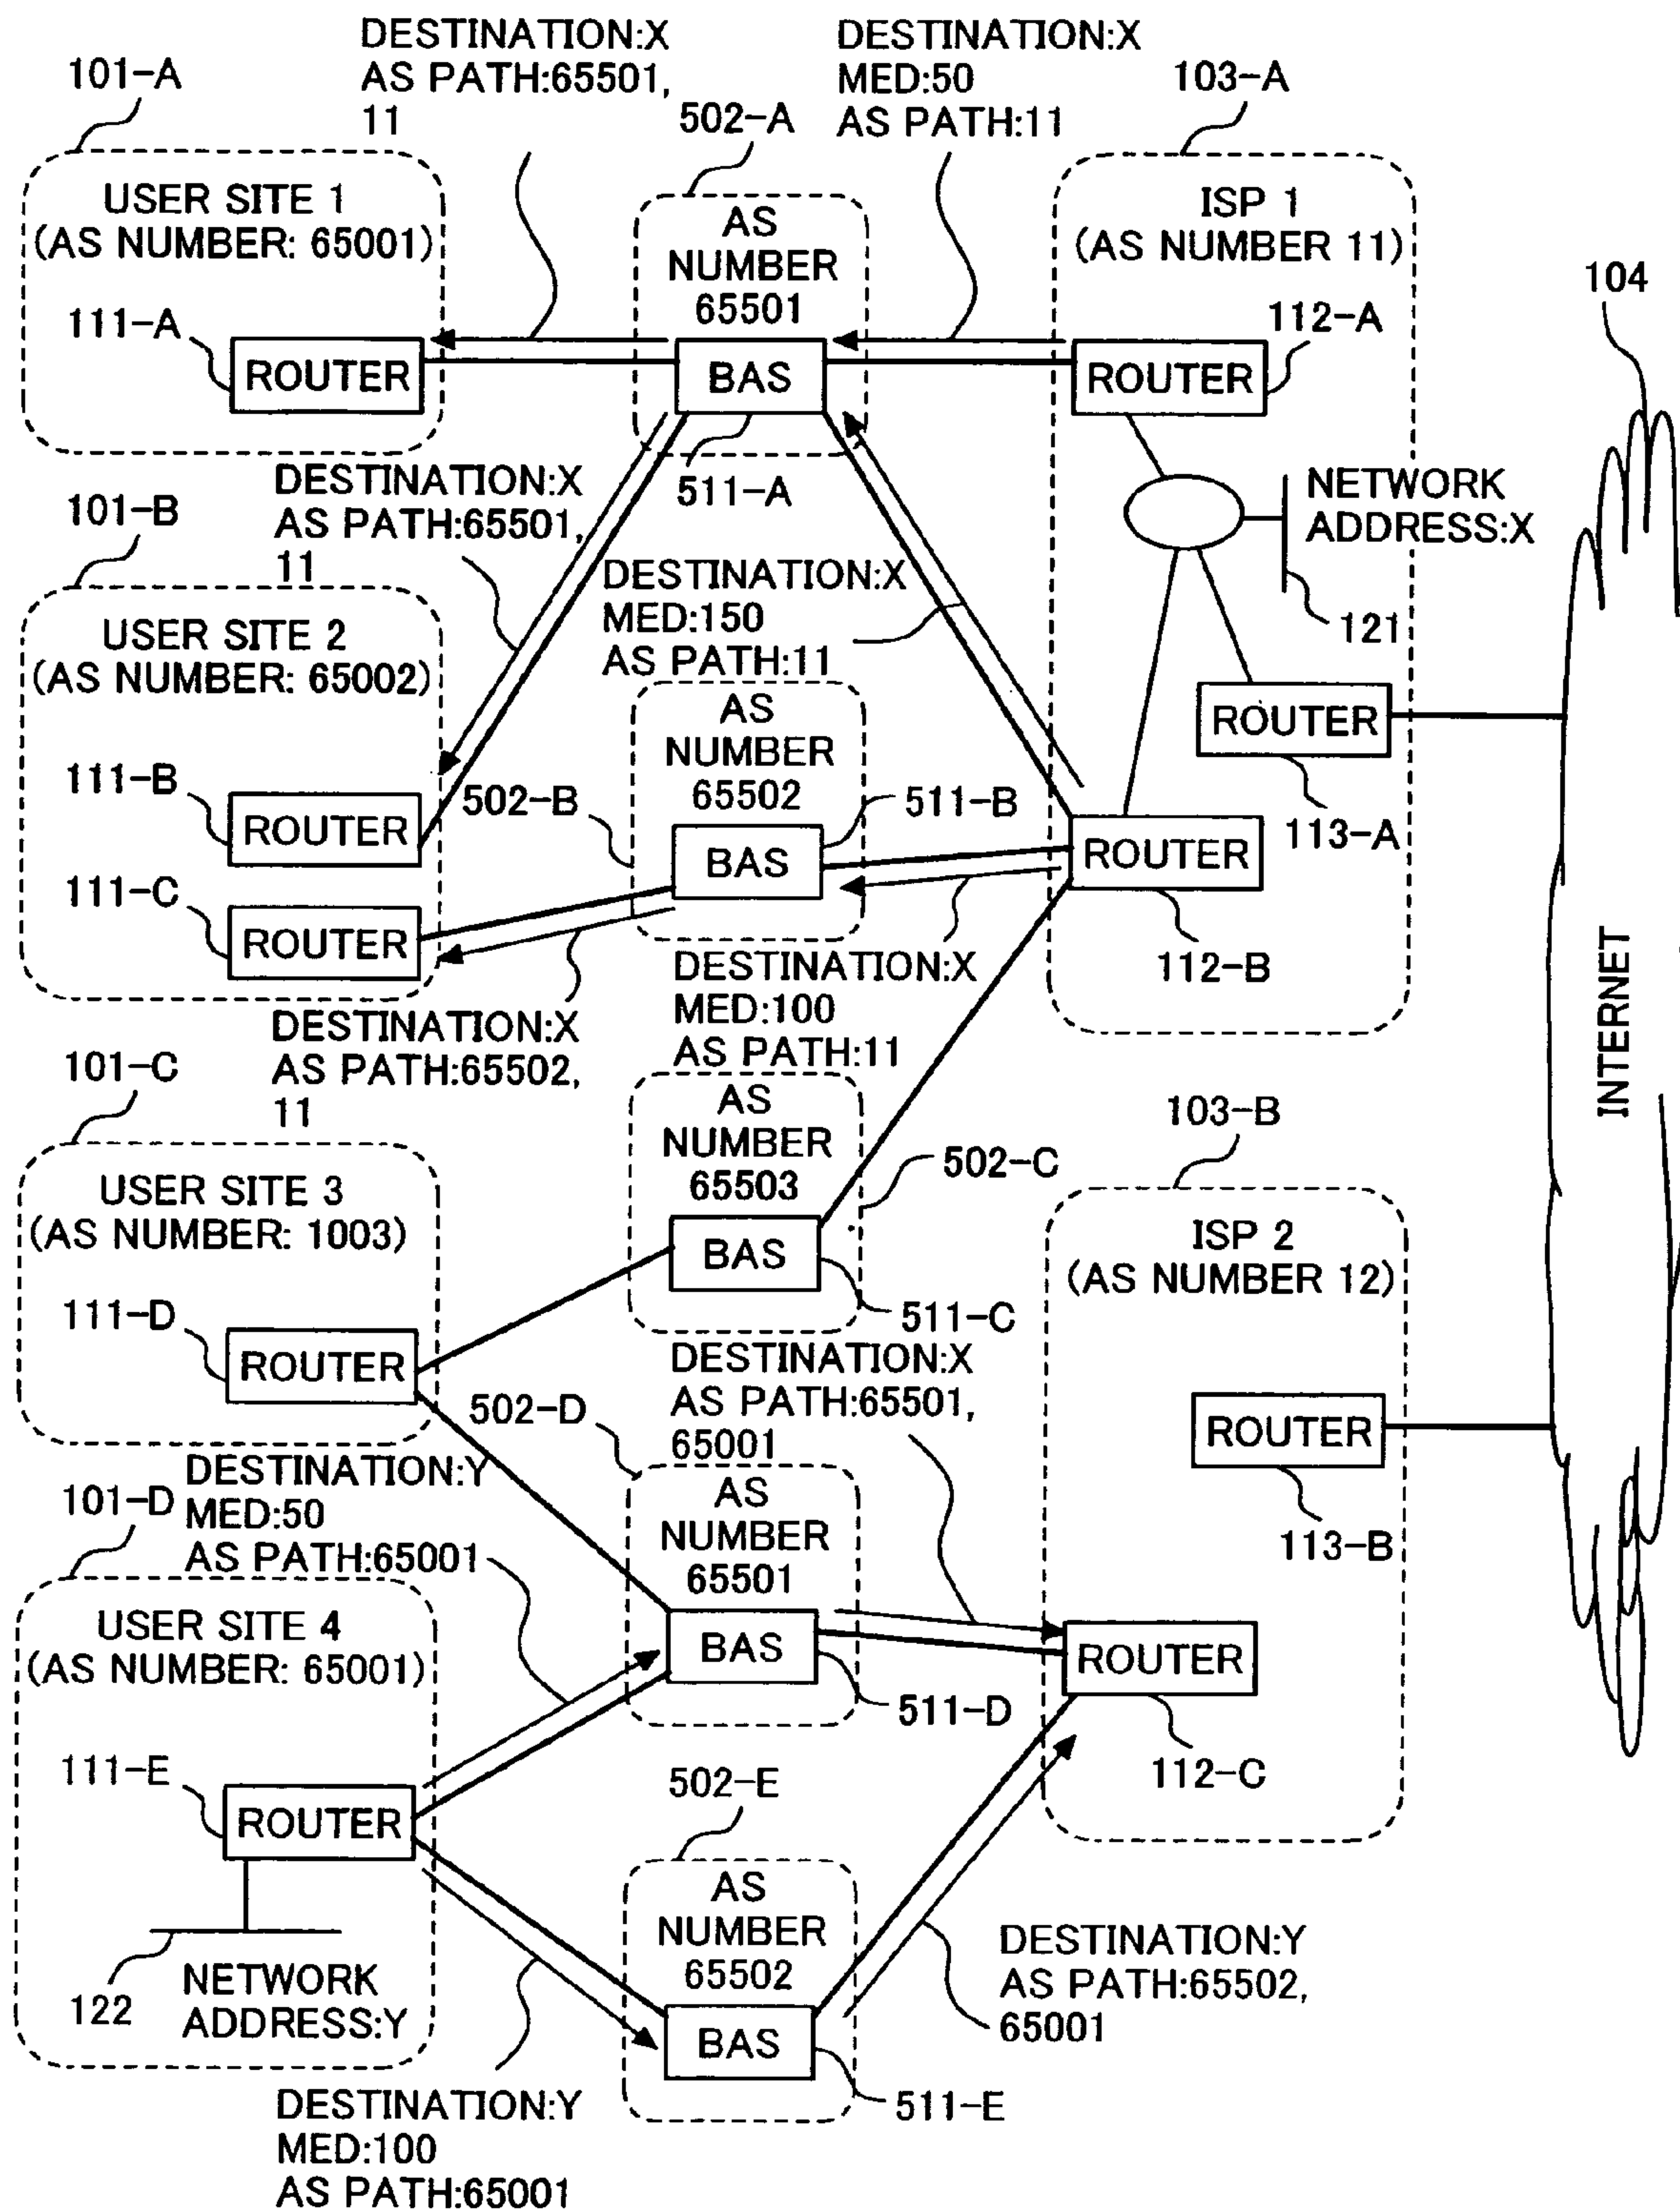 DESTINATION:X
AS PATH:65501,
11
DESTINATION:X
MED:50
AS PATH:11
101-A
502-A
103-A
USER SITE 1
(AS NUMBER: 65001)
AS
NUMBER
65501
ISP 1
(AS NUMBER 11)
104
111-A
ROUTER
BAS
ROUTER
112-A
511-A
NETWORK
ADDRESS:X
121
101-B
DESTINATION:X
AS PATH:65501,
11
DESTINATION:X
MED:150
AS PATH:11
USER SITE 2
(AS NUMBER: 65002)
AS
NUMBER
65502
ROUTER
113-A
111-B
ROUTER
502-B
BAS
511-B
ROUTER
112-B
111-C
ROUTER
DESTINATION:X
MED:100
AS PATH:11
DESTINATION:X
AS PATH:65502,
11
INTERNET
101-C
AS
NUMBER
65503
502-C
103-B
USER SITE 3
(AS NUMBER: 1003)
BAS
511-C
ISP 2
(AS NUMBER 12)
111-D
ROUTER
502-D
DESTINATION:X
AS PATH:65501,
65001
ROUTER
113-B
101-D
DESTINATION:Y
MED:50
AS PATH:65001
AS
NUMBER
65501
USER SITE 4
(AS NUMBER: 65001)
BAS
511-D
ROUTER
112-C
111-E
ROUTER
502-E
AS
NUMBER
65502
122
NETWORK
ADDRESS:Y
BAS
511-E
DESTINATION:Y
AS PATH:65502,
65001
DESTINATION:Y
MED:100
AS PATH:65001